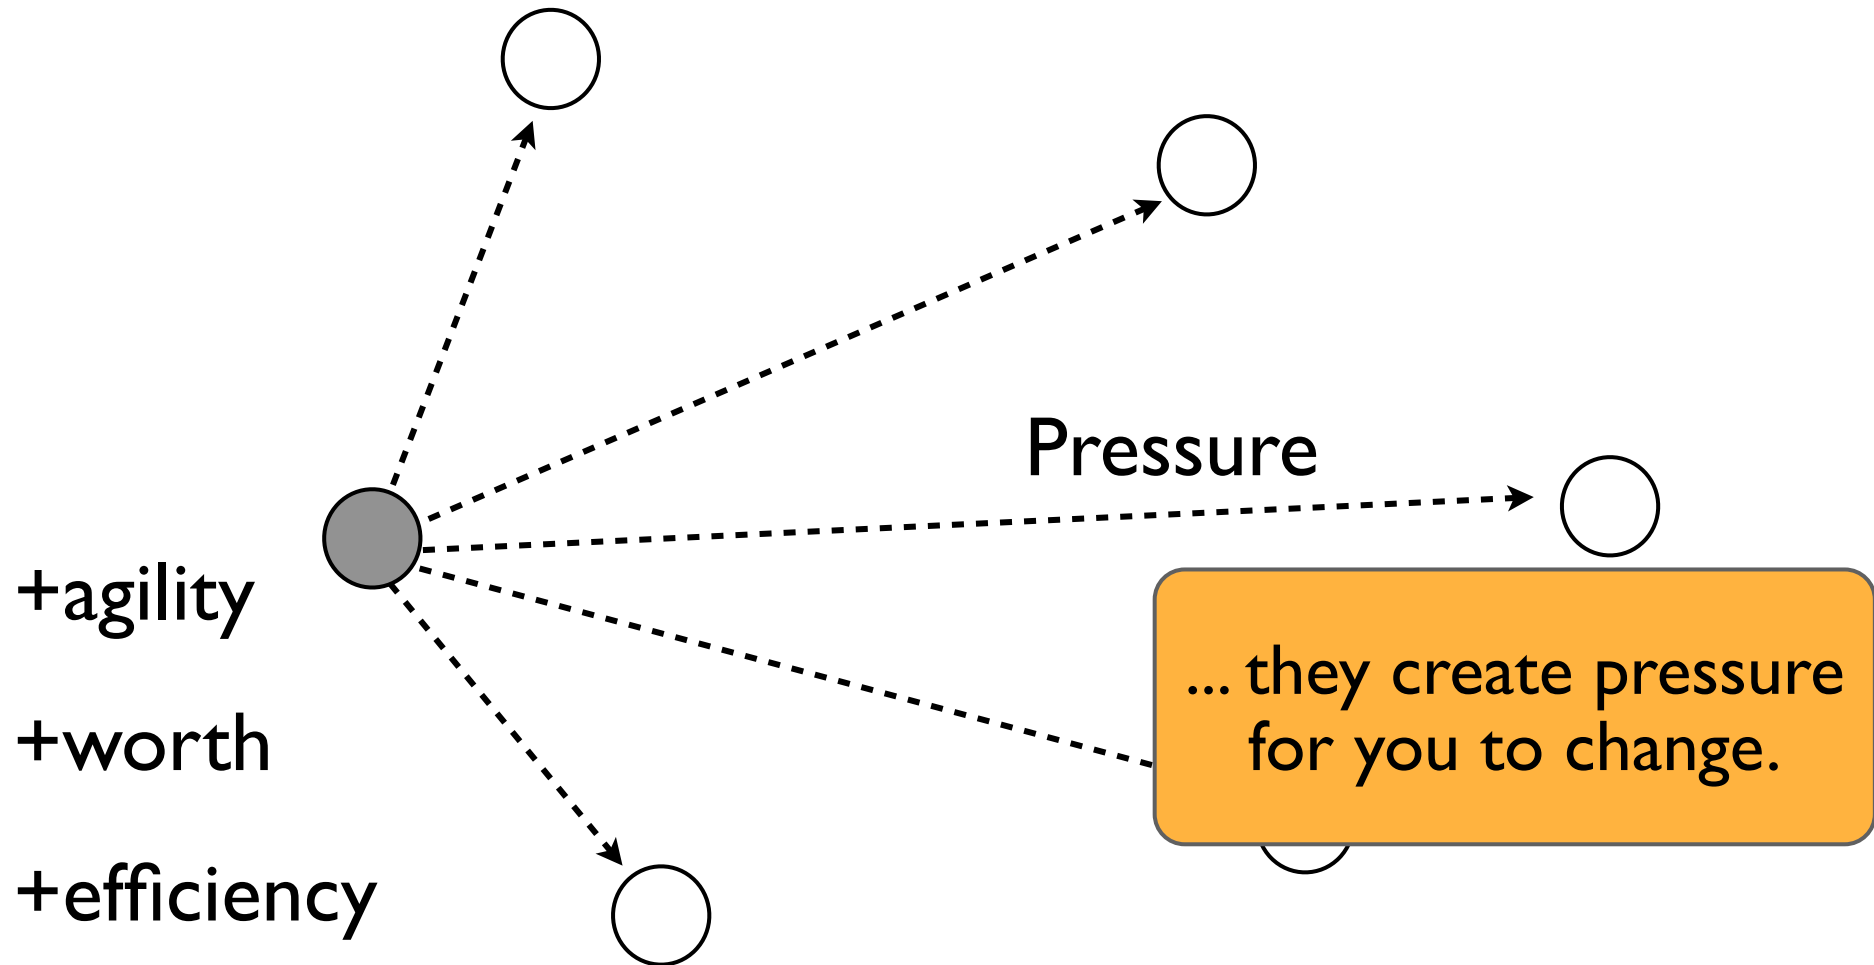 Pressure
+agility
+worth
+efficiency
... they create pressure
for you to change.